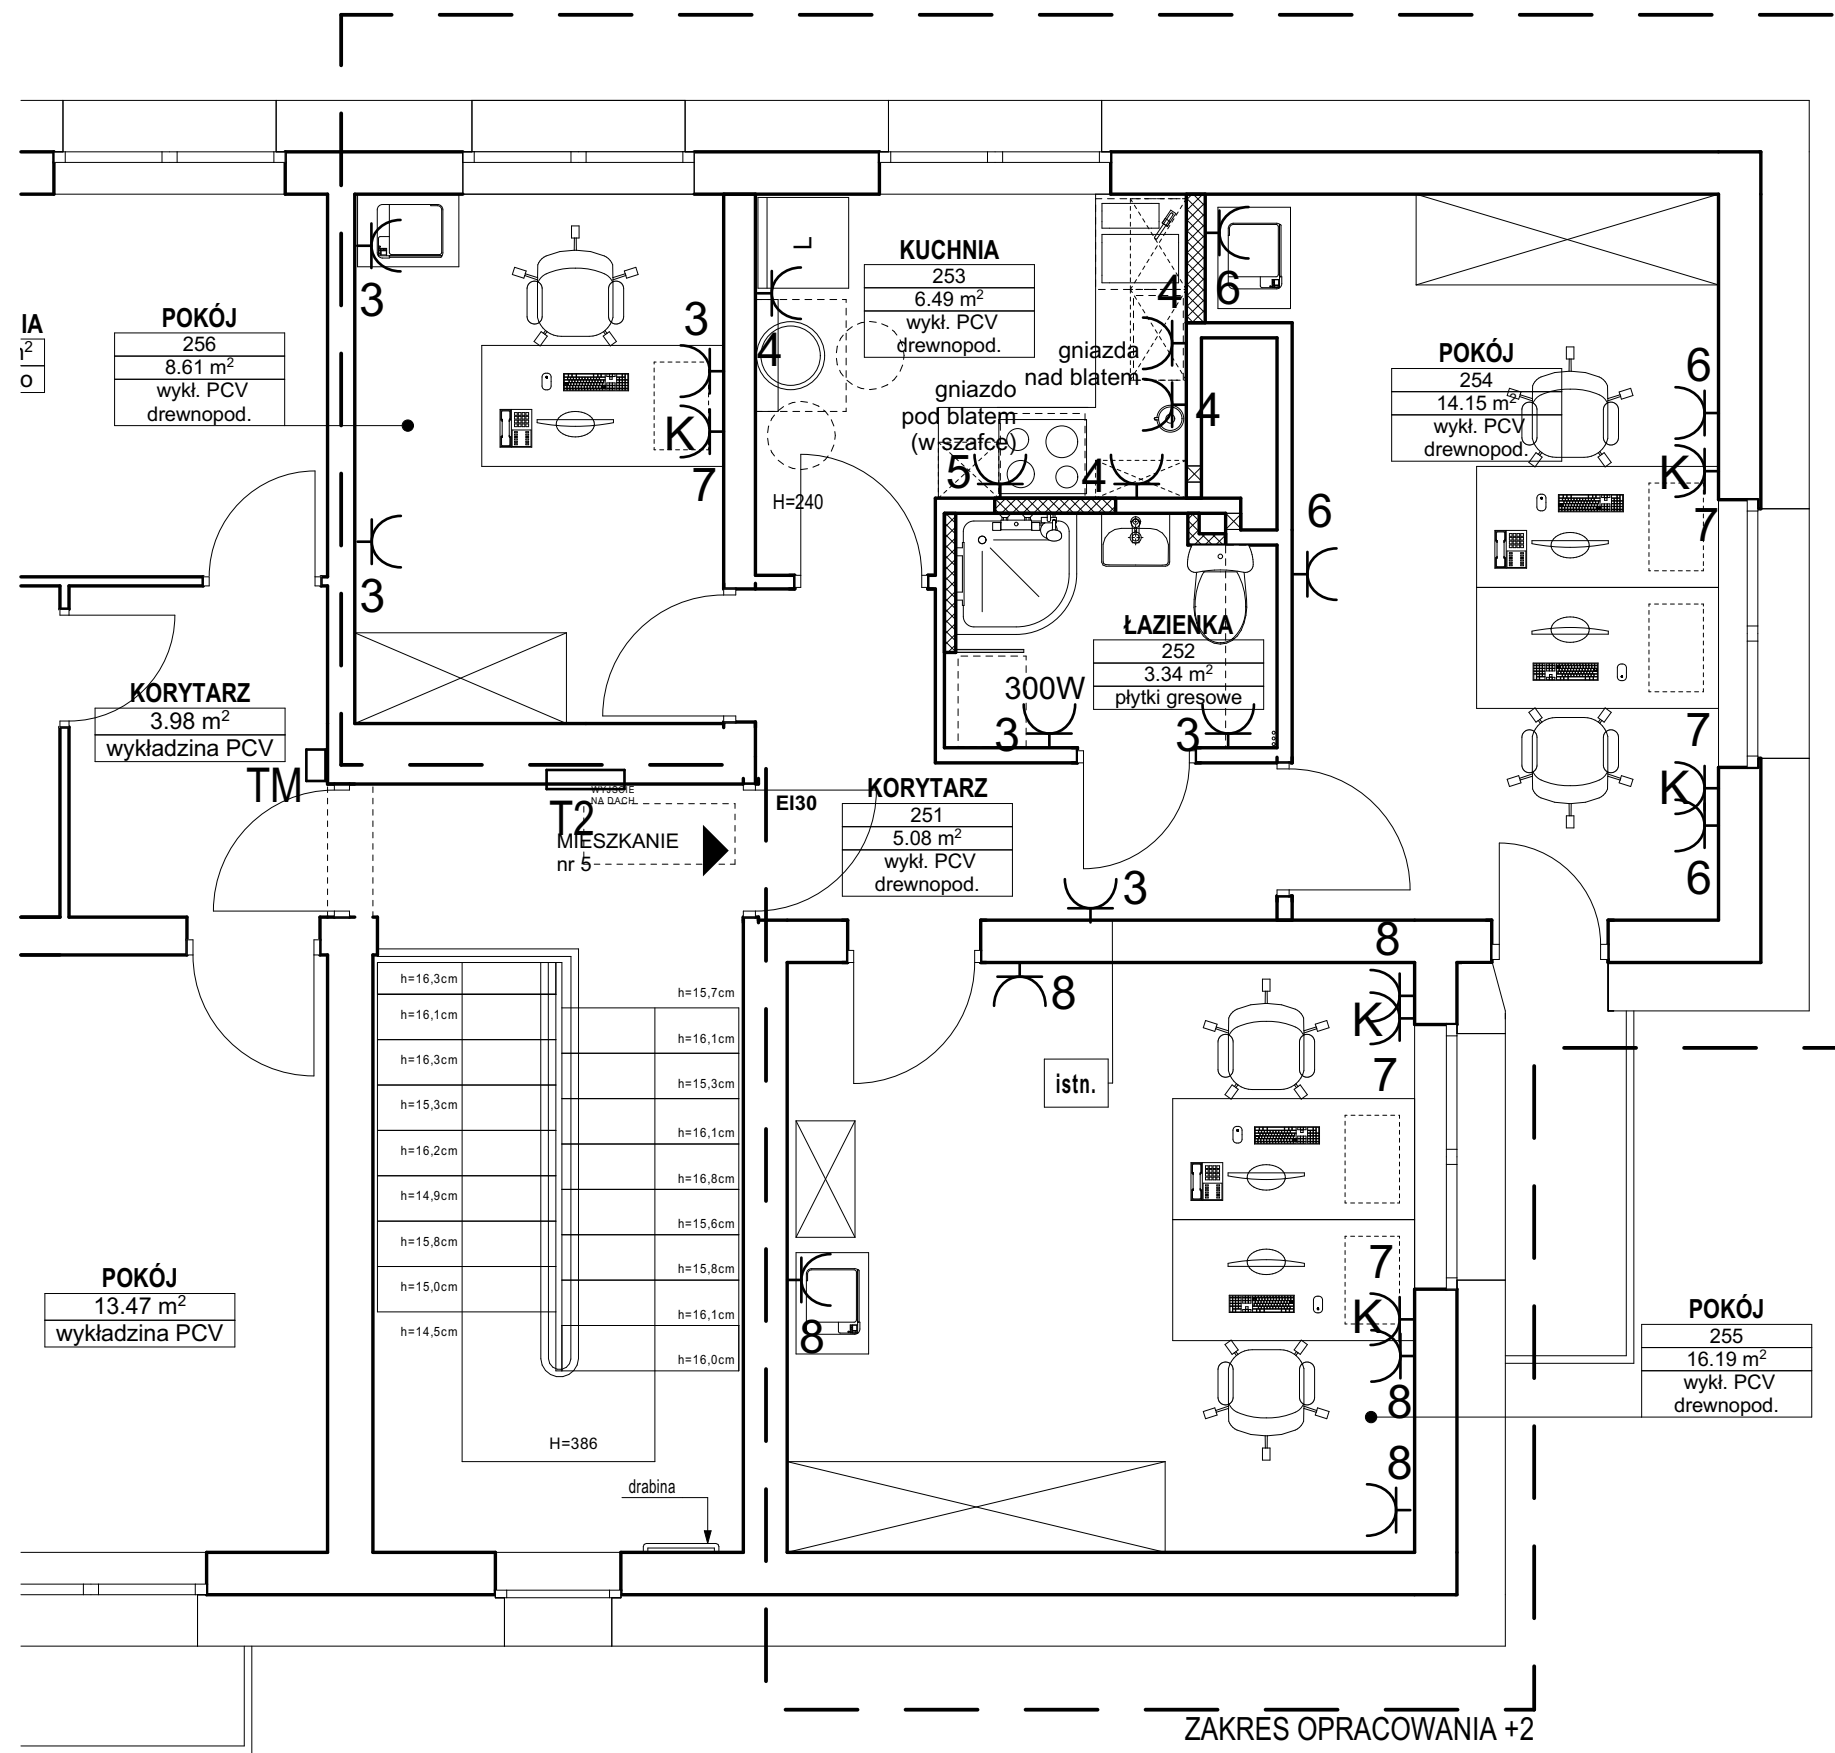 IA
m²
o
POKÓJ
256
8.61 m²
wykł. PCV
drewnopod.
3
3
K
7
3
KUCHNIA
253
6.49 m²
wykł. PCV
drewnopod.
L
4
4
gniazda
nad blatem
4
gniazdo
pod blatem
(w szafce)
5
4
H=240
6
POKÓJ
254
14.15 m²
wykł. PCV
drewnopod.
6
K
7
6
7
K
6
ŁAZIENKA
252
3.34 m²
płytki gresowe
300W
3
3
KORYTARZ
3.98 m²
wykładzina PCV
TM
T2
WYJŚCIE
NA DACH
MIESZKANIE
nr 5
EI30
KORYTARZ
251
5.08 m²
wykł. PCV
drewnopod.
3
8
8
K
7
istn.
7
K
8
8
8
h=16,3cm
h=16,1cm
h=16,3cm
h=15,3cm
h=16,2cm
h=14,9cm
h=15,8cm
h=15,0cm
h=14,5cm
h=15,7cm
h=16,1cm
h=15,3cm
h=16,1cm
h=16,8cm
h=15,6cm
h=15,8cm
h=16,1cm
h=16,0cm
H=386
drabina
POKÓJ
13.47 m²
wykładzina PCV
POKÓJ
255
16.19 m²
wykł. PCV
drewnopod.
ZAKRES OPRACOWANIA +2